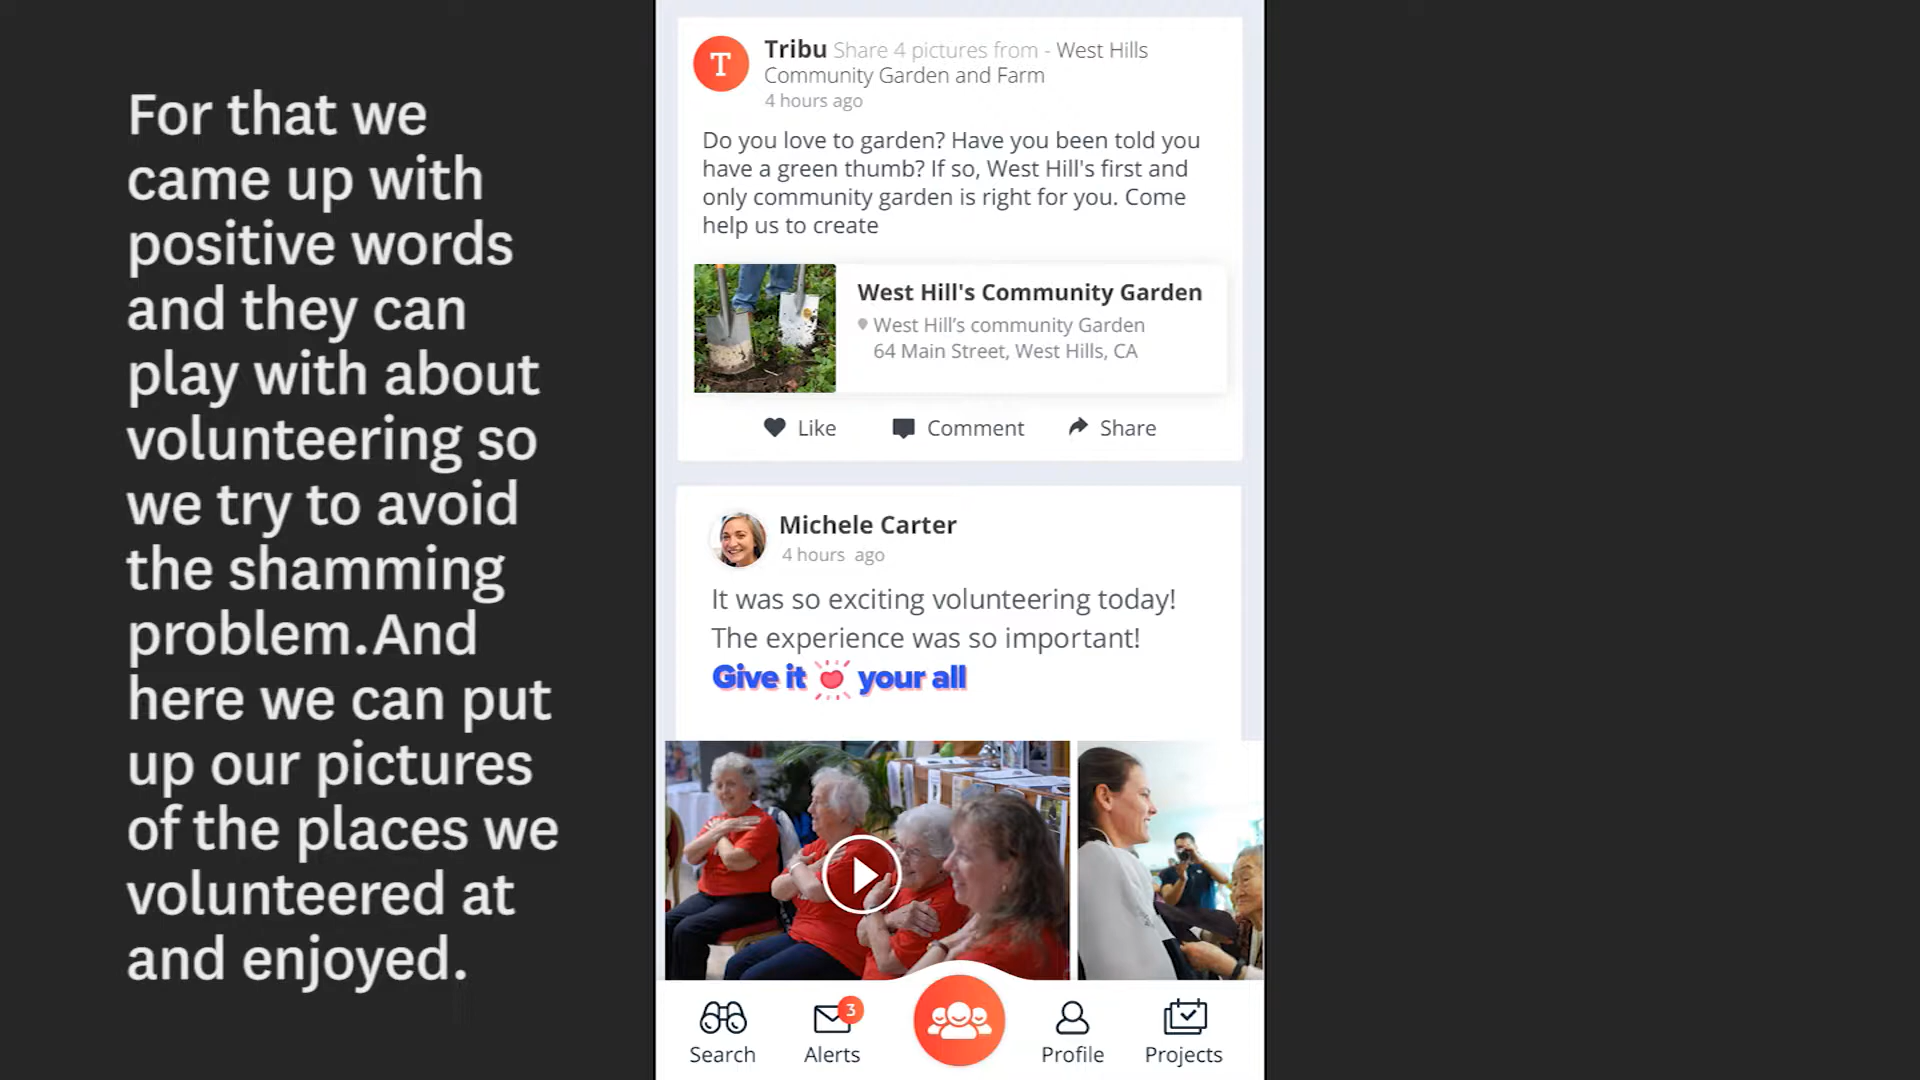 For that we
came up with
positive words
and they can
play with about
volunteering so
we try to avoid
the shamming
problem.And
here we can put
up our pictures
of the places we
volunteered at
and enjoyed.
T
Tribu Share 4 pictures from - West Hills
Community Garden and Farm
4 hours ago
Do you love to garden? Have you been told you
have a green thumb? If so, West Hill's first and
only community garden is right for you. Come
help us to create
West Hill's Community Garden
West Hill’s community Garden
64 Main Street, West Hills, CA
Like Comment Share
Michele Carter
4 hours ago
It was so exciting volunteering today!
The experience was so important!
Give it your all
3
Search Alerts Profile Projects